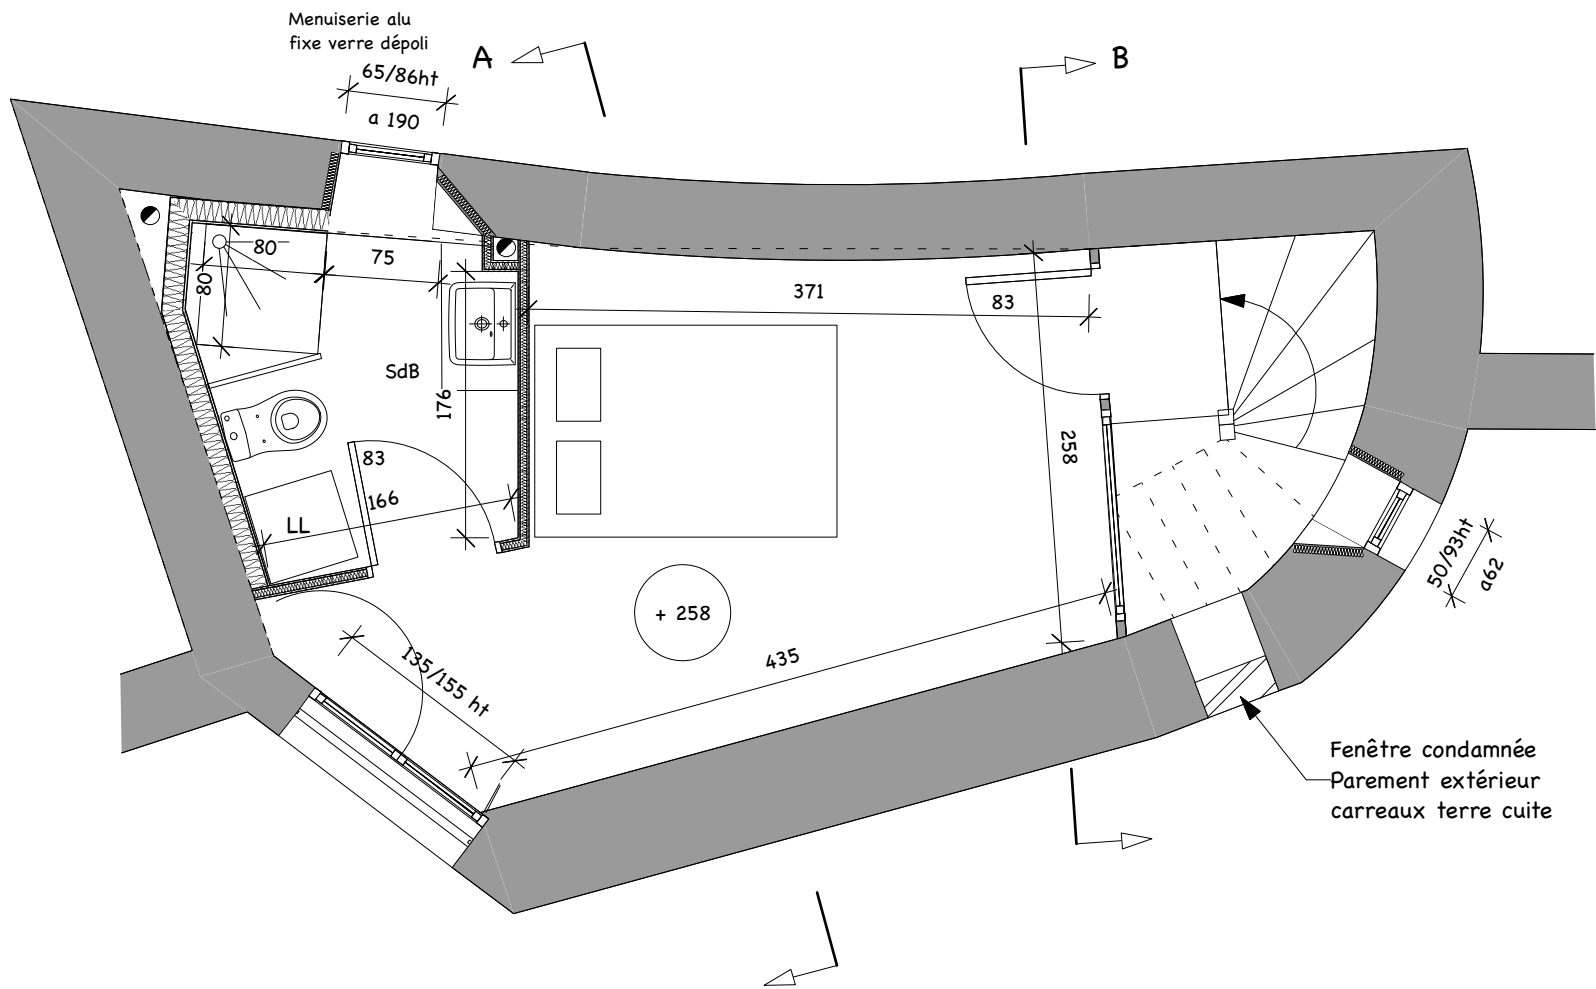 Menuiserie alu
fixe verre dépoli
65/86ht
a 190
A
B
80
80
75
371
83
SdB
176
258
83
166
LL
+ 258
135/155 ht
435
50/93ht
a62
Fenêtre condamnée
Parement extérieur
carreaux terre cuite